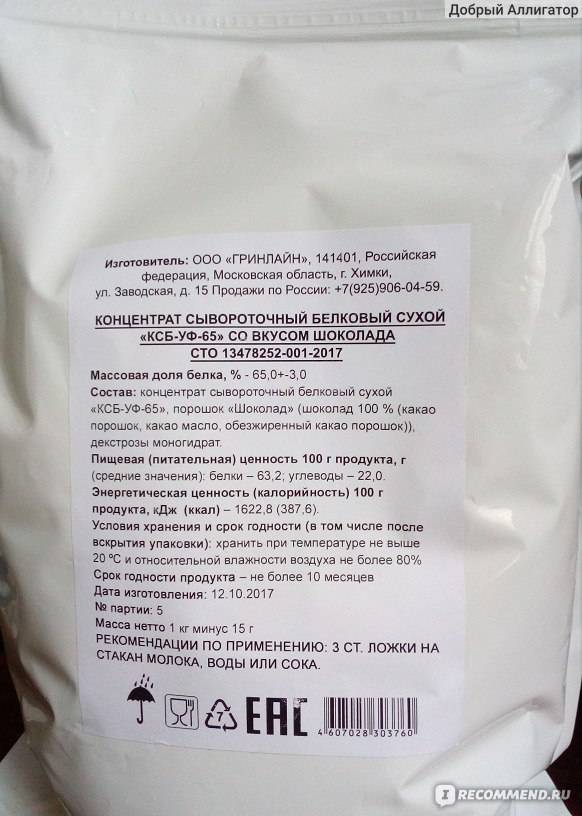 Добрый Аллигатор
Изготовитель: ООО «ГРИНЛАЙН», 141401, Российская
федерация, Московская область, г. Химки,
ул. Заводская, д. 15 Продажи по России: +7(925)906-04-59.
КОНЦЕНТРАТ СЫВОРОТОЧНЫЙ БЕЛКОВЫЙ СУХОЙ
«КСБ-УФ-65» СО ВКУСОМ ШОКОЛАДА
СТО 13478252-001-2017
Массовая доля белка, % - 65,0+-3,0
Состав: концентрат сывороточный белковый сухой
«КСБ-УФ-65», порошок «Шоколад» (шоколад 100 % (какао
порошок, какао масло, обезжиренный какао порошок)),
декстрозы моногидрат.
Пищевая (питательная) ценность 100 г продукта, г
(средние значения): белки – 63,2; углеводы – 22,0.
Энергетическая ценность (калорийность) 100 г
продукта, кДж (ккал) – 1622,8 (387,6).
Условия хранения и срок годности (в том числе после
вскрытия упаковки): хранить при температуре не выше
20 ºС и относительной влажности воздуха не более 80%
Срок годности продукта – не более 10 месяцев
Дата изготовления: 12.10.2017
№ партии: 5
Масса нетто 1 кг минус 15 г
РЕКОМЕНДАЦИИ ПО ПРИМЕНЕНИЮ: 3 СТ. ЛОЖКИ НА
СТАКАН МОЛОКА, ВОДЫ ИЛИ СОКА.
7
EAC
4607028303760
IRECOMMEND.RU